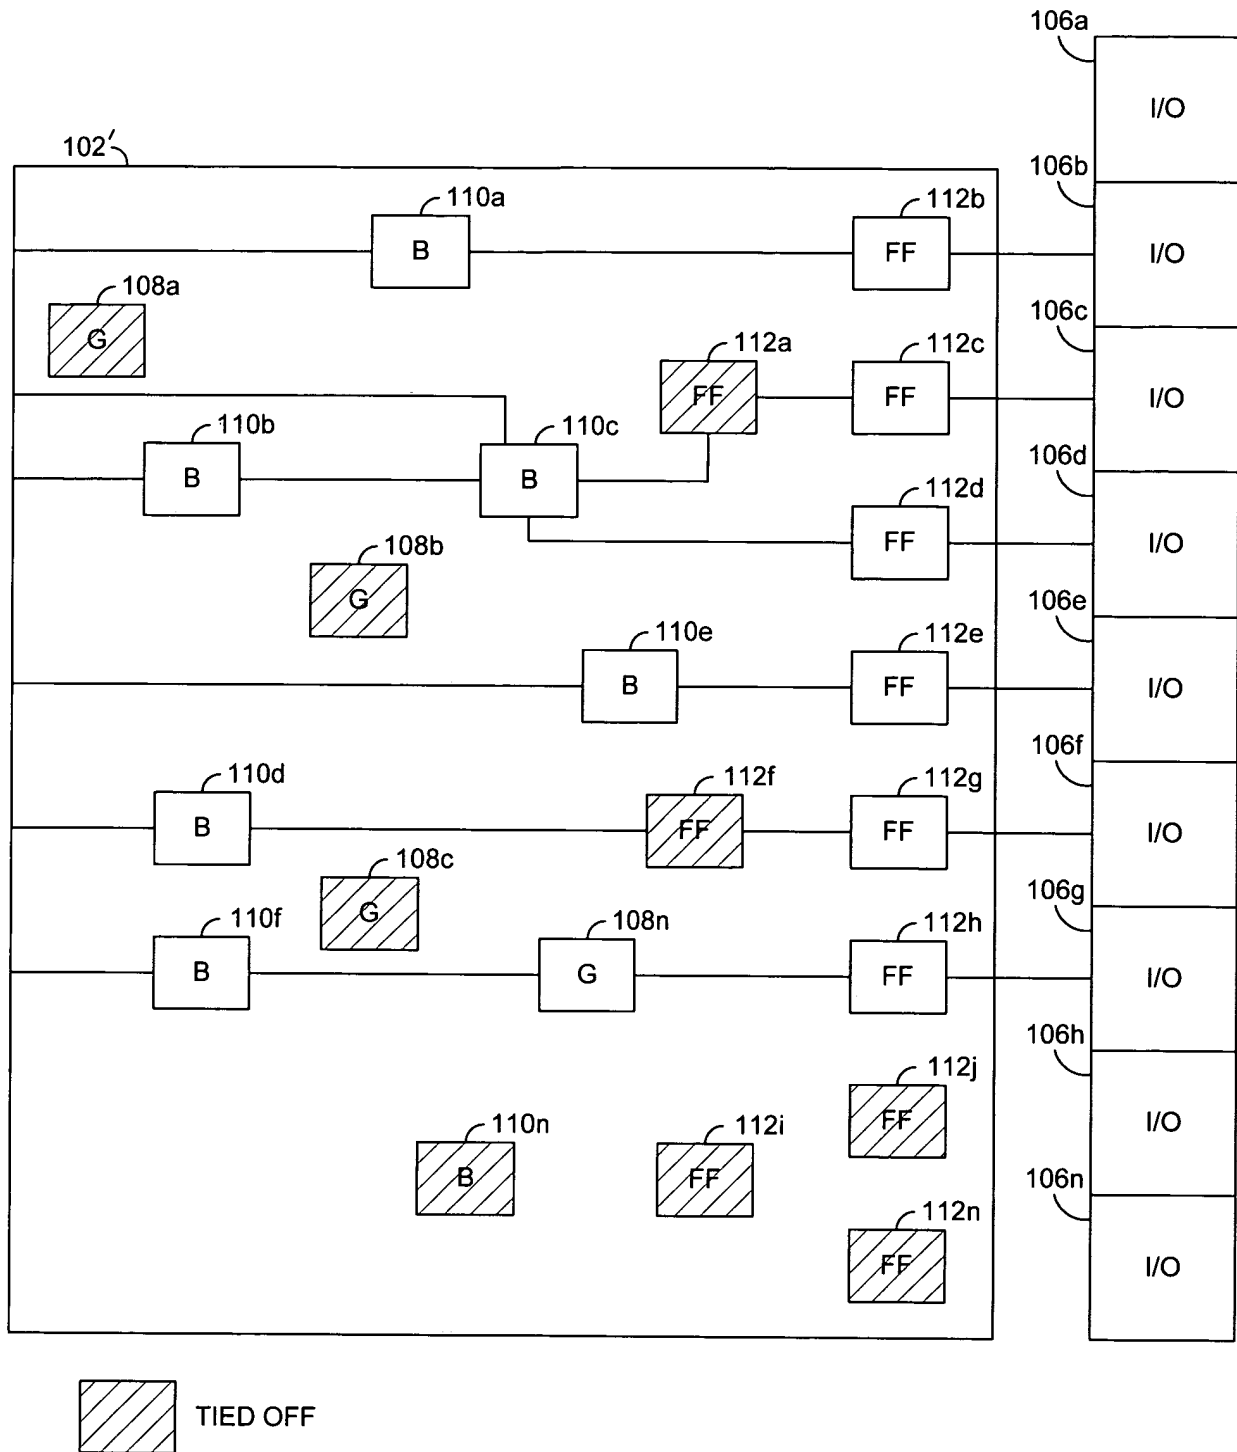 106a
I/O
102′
106b
110a
112b
B
FF
I/O
108a
G
106c
112a
112c
FF
FF
I/O
110b
110c
B
B
106d
112d
FF
I/O
108b
G
106e
110e
112e
B
FF
I/O
106f
110d
112f
112g
B
FF
FF
I/O
108c
G
106g
110f
108n
112h
B
G
FF
I/O
106h
112j
FF
I/O
110n
112i
B
FF
106n
112n
FF
I/O
TIED OFF